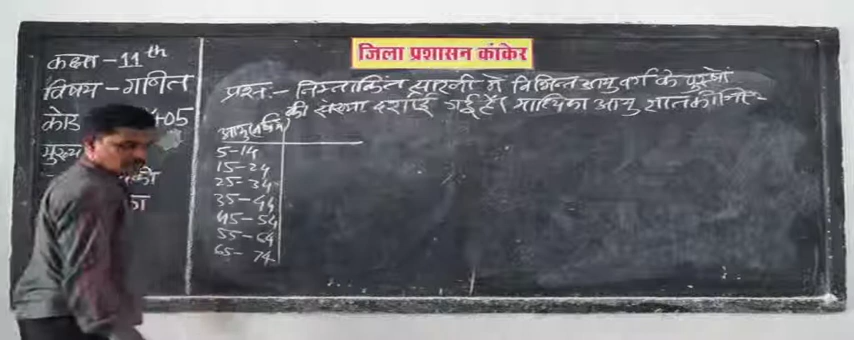 जिला प्रशासन कांकेर
कक्षा - 11th
विषय - गणित
कोड 405
मुख्य
की
का
प्रश्न:- निम्नांकित सारणी में विभिन्न आयु वर्ग के पुरुषों
की संख्या दर्शाई गई है। माध्यिका आयु ज्ञात कीजिए-
आयु (वर्ष में)
5-14
15-24
25-34
35-44
45-54
55-64
65-74